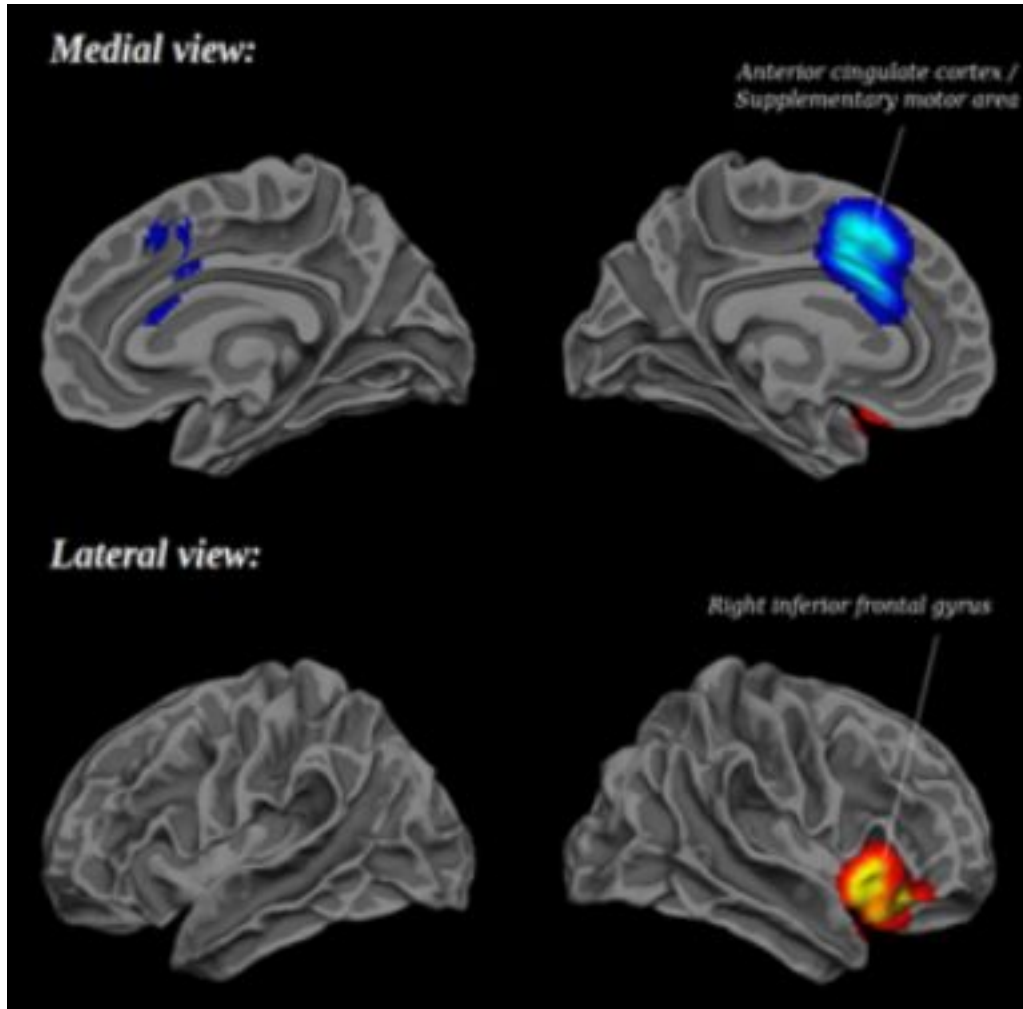 Medial view:
Anterior cingulate cortex /
Supplementary motor area
Lateral view:
Right inferior frontal gyrus